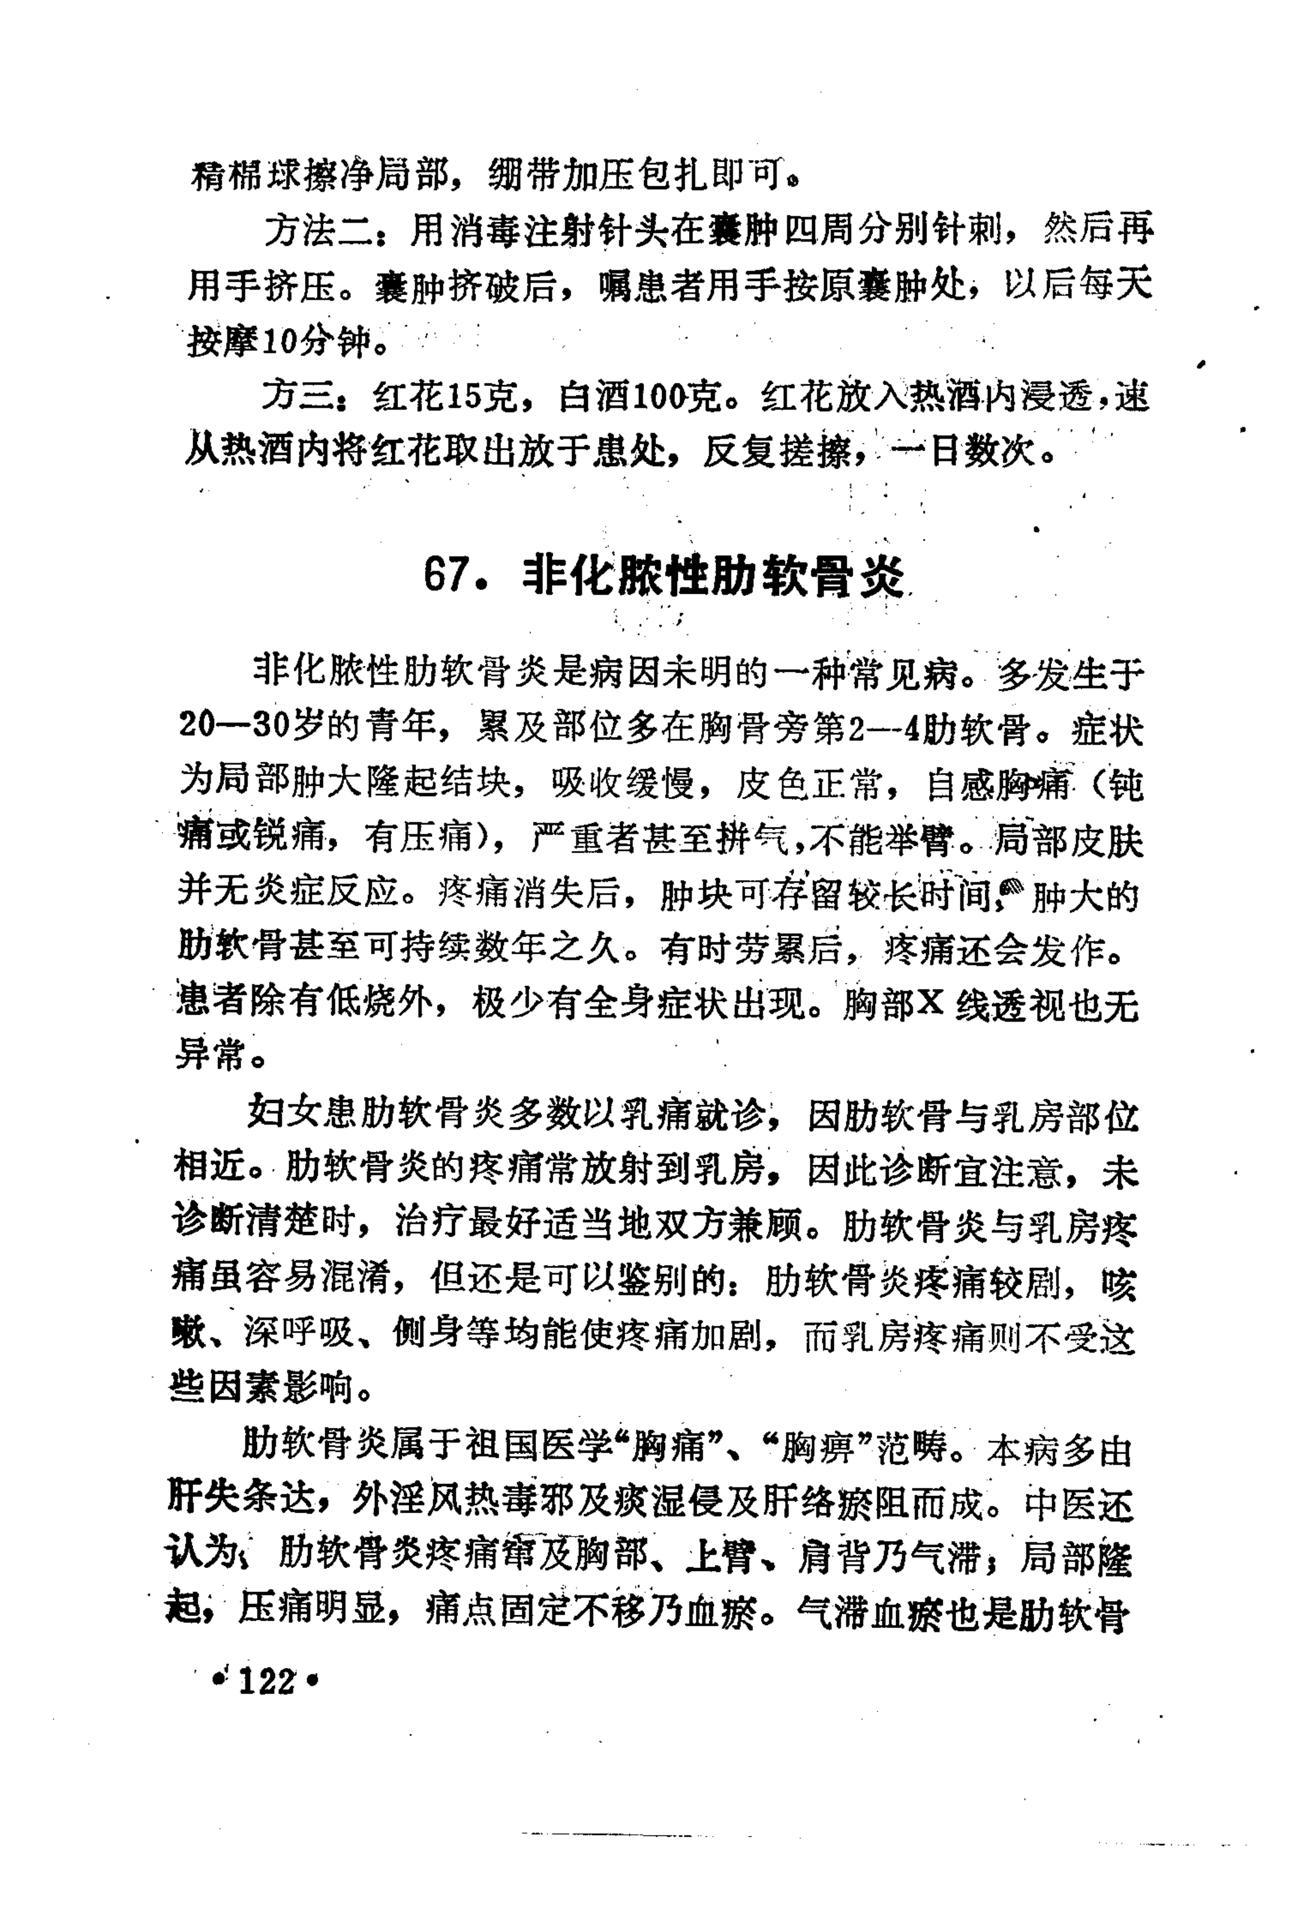 精棉球擦净局部，绷带加压包扎即可。
方法二：用消毒注射针头在囊肿四周分别针刺，然后再
用手挤压。囊肿挤破后，嘱患者用手按原囊肿处，以后每天
按摩10分钟。
方三：红花15克，白酒100克。红花放入热酒内浸透，速
从热酒内将红花取出放于患处，反复搓擦，一日数次。
67．非化脓性肋软骨炎
非化脓性肋软骨炎是病因未明的一种常见病。多发生于
20—30岁的青年，累及部位多在胸骨旁第2—4肋软骨。症状
为局部肿大隆起结块，吸收缓慢，皮色正常，自感胸痛（钝
痛或锐痛，有压痛），严重者甚至拼气，不能举臂。局部皮肤
并无炎症反应。疼痛消失后，肿块可存留较长时间，肿大的
肋软骨甚至可持续数年之久。有时劳累后，疼痛还会发作。
患者除有低烧外，极少有全身症状出现。胸部X线透视也无
异常。
妇女患肋软骨炎多数以乳痛就诊，因肋软骨与乳房部位
相近。肋软骨炎的疼痛常放射到乳房，因此诊断宜注意，未
诊断清楚时，治疗最好适当地双方兼顾。肋软骨炎与乳房疼
痛虽容易混淆，但还是可以鉴别的：肋软骨炎疼痛较剧，咳
嗽、深呼吸、侧身等均能使疼痛加剧，而乳房疼痛则不受这
些因素影响。
肋软骨炎属于祖国医学“胸痛”、“胸痹”范畴。本病多由
肝失条达，外淫风热毒邪及痰湿侵及肝络瘀阻而成。中医还
认为：肋软骨炎疼痛窜及胸部、上臂、肩背乃气滞；局部隆
起，压痛明显，痛点固定不移乃血瘀。气滞血瘀也是肋软骨
•122•